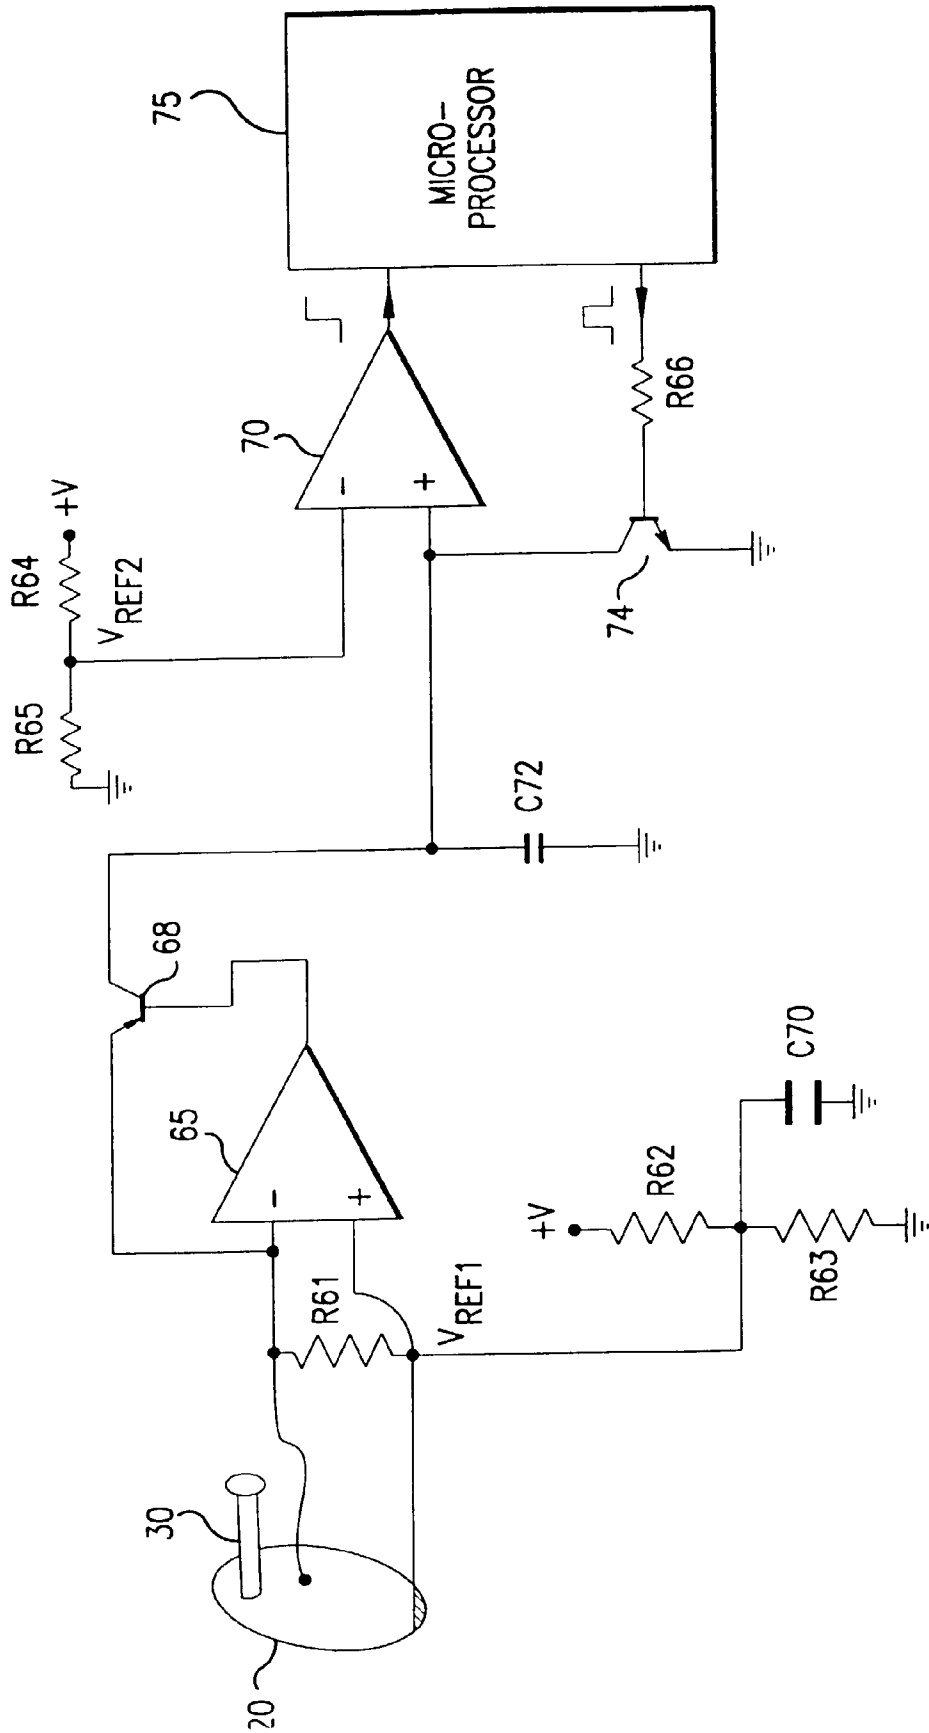 20
30
R61
V REF1
65
-
+
68
+V
R62
R63
C70
C72
R65
R64
+V
V REF2
70
-
+
74
R66
75
MICRO-
PROCESSOR